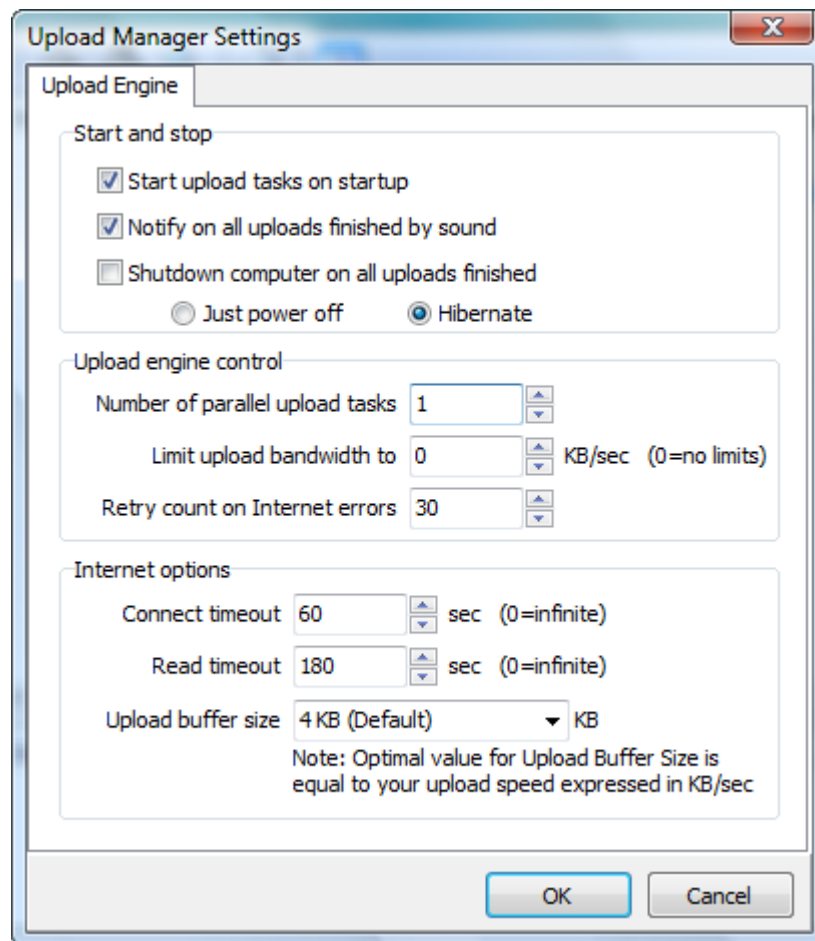 Upload Manager Settings
Upload Engine
Start and stop
Start upload tasks on startup
Notify on all uploads finished by sound
Shutdown computer on all uploads finished
Just power off Hibernate
Upload engine control
Number of parallel upload tasks 1
Limit upload bandwidth to 0 KB/sec (0=no limits)
Retry count on Internet errors 30
Internet options
Connect timeout 60 sec (0=infinite)
Read timeout 180 sec (0=infinite)
Upload buffer size 4 KB (Default) KB
Note: Optimal value for Upload Buffer Size is
equal to your upload speed expressed in KB/sec
OK Cancel